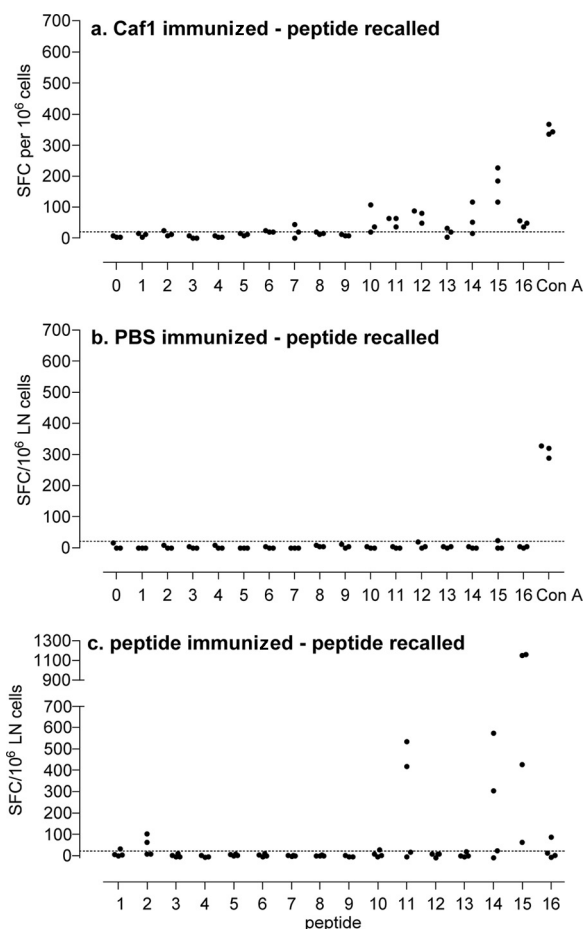 a. Caf1 immunized - peptide recalled
SFC per 10⁶ cells
700
600
500
400
300
200
100
0
0 1 2 3 4 5 6 7 8 9 10 11 12 13 14 15 16 Con A
b. PBS immunized - peptide recalled
SFC/10⁶ LN cells
700
600
500
400
300
200
100
0
0 1 2 3 4 5 6 7 8 9 10 11 12 13 14 15 16 Con A
c. peptide immunized - peptide recalled
SFC/10⁶ LN cells
1300
1100
900
700
600
500
400
300
200
100
0
1 2 3 4 5 6 7 8 9 10 11 12 13 14 15 16
peptide